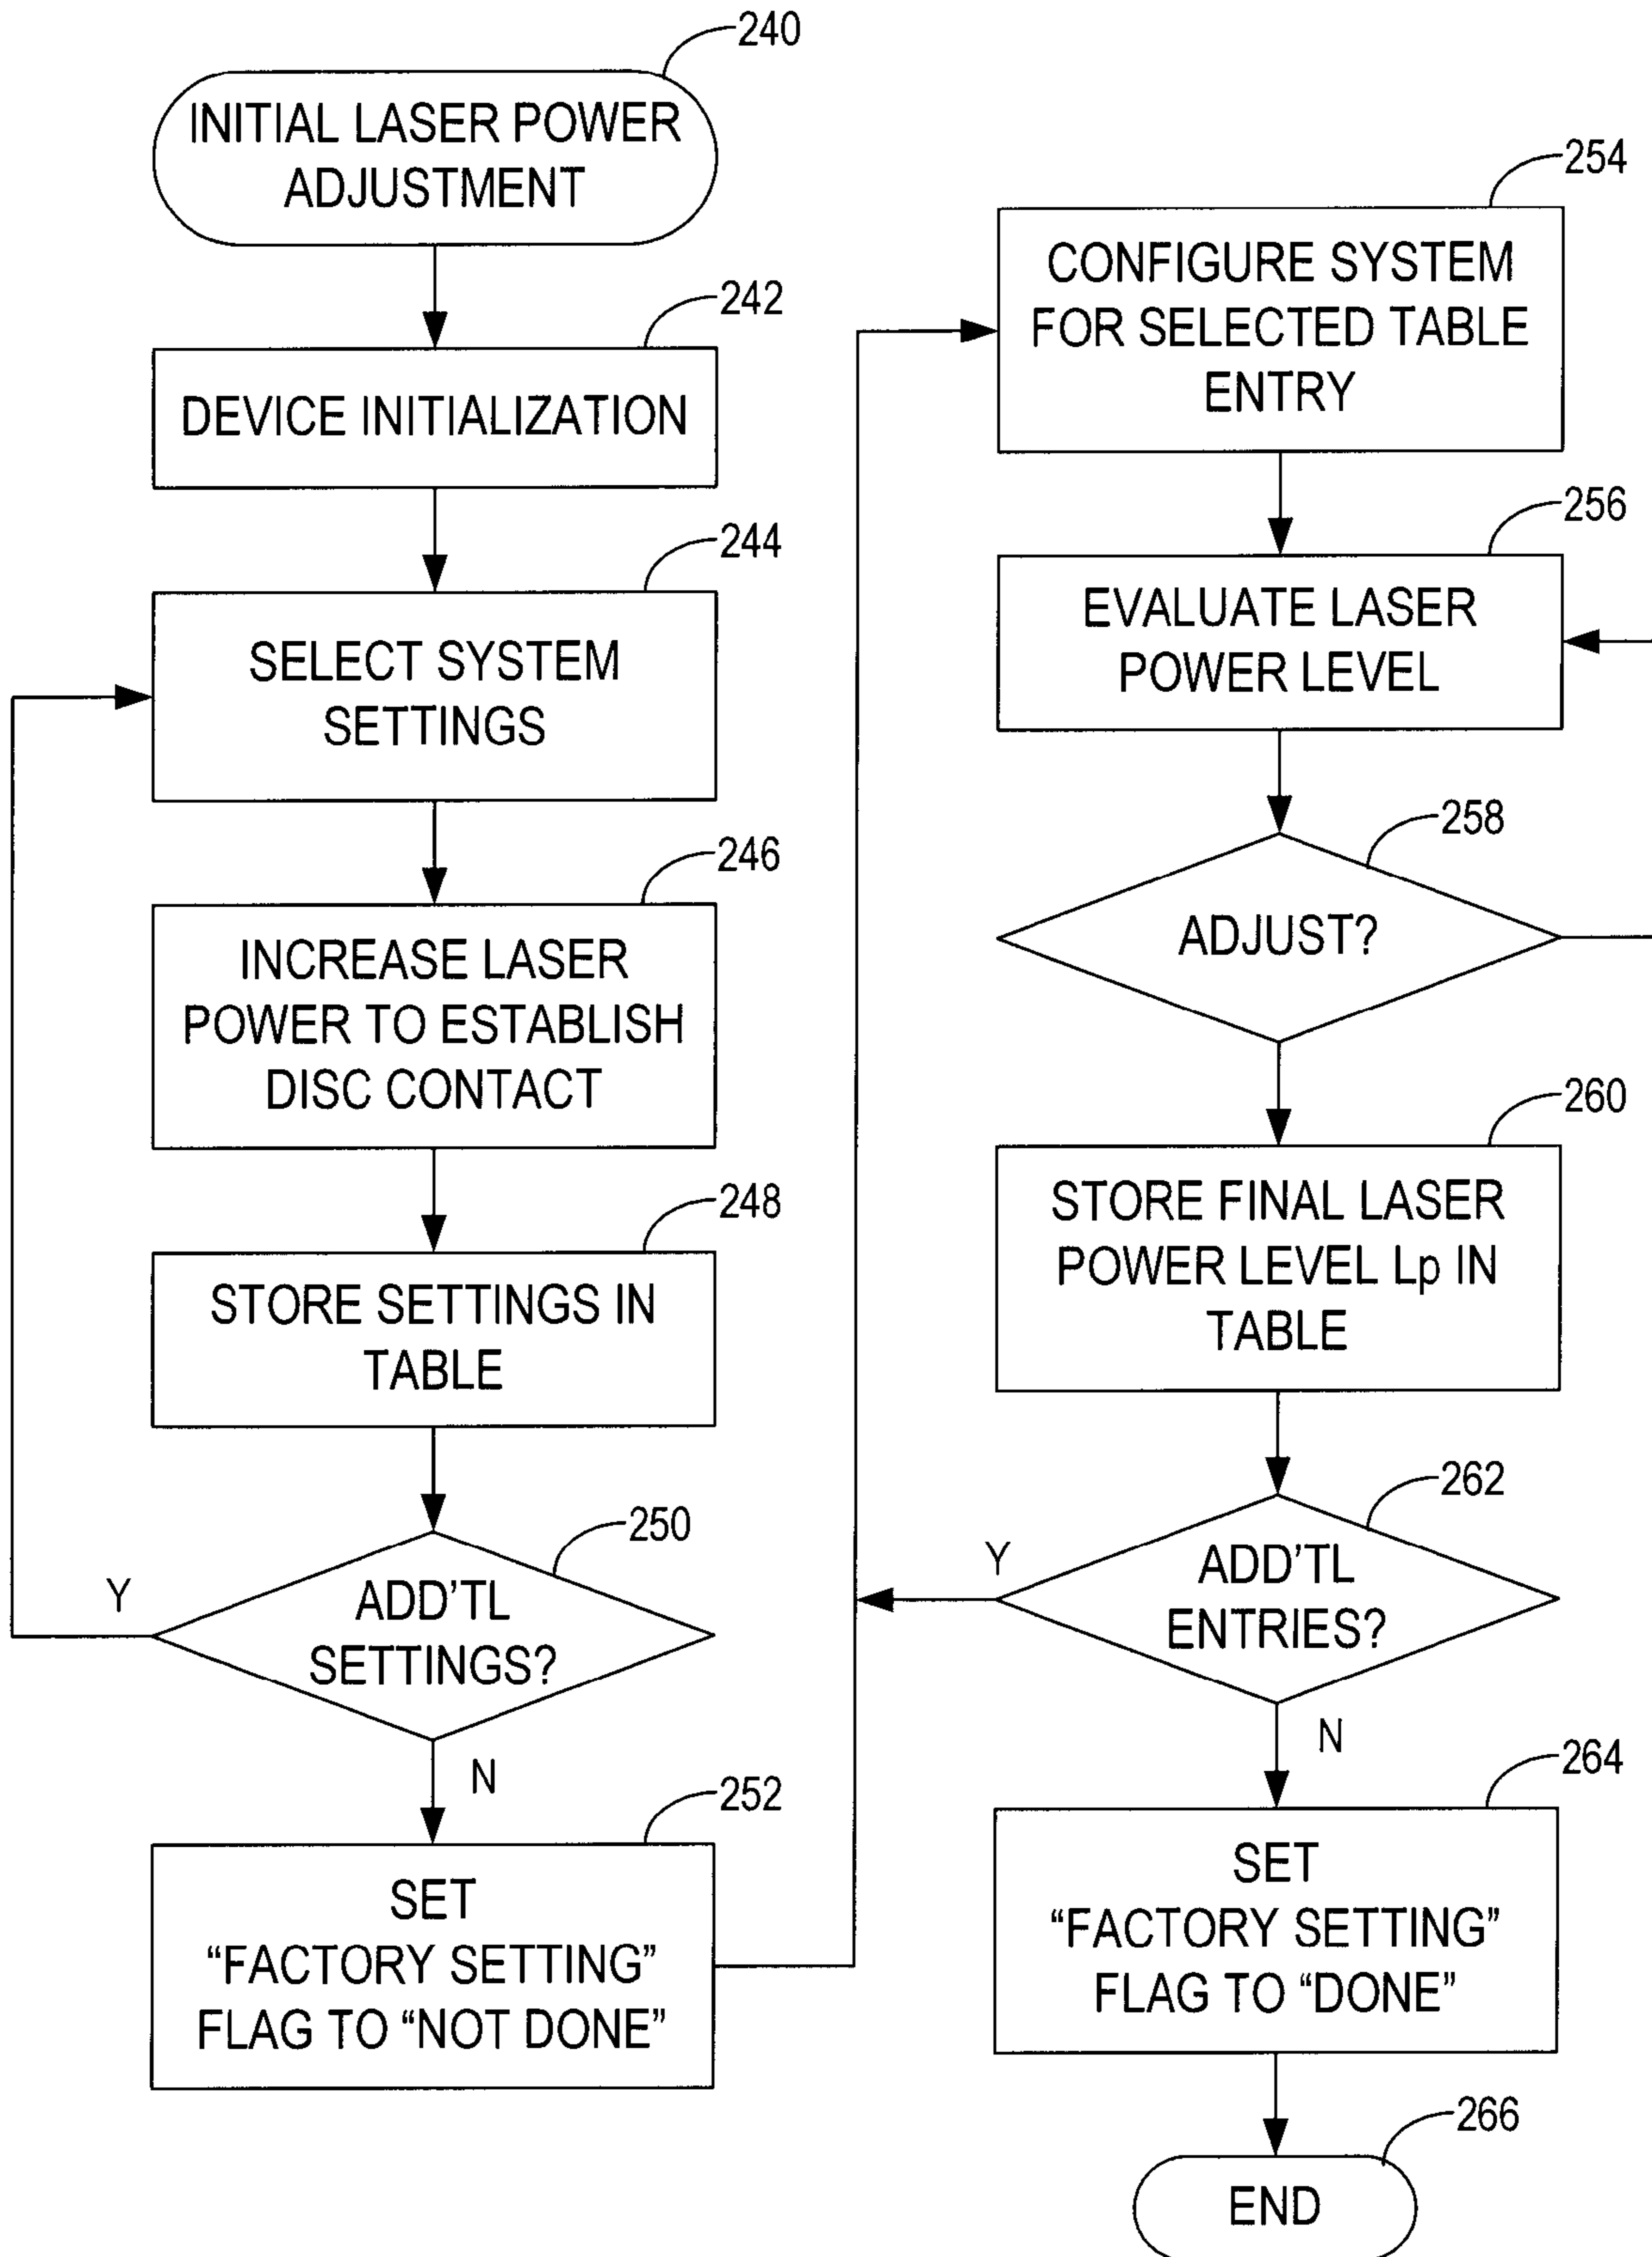 240
INITIAL LASER POWER
ADJUSTMENT
242
DEVICE INITIALIZATION
244
SELECT SYSTEM
SETTINGS
246
INCREASE LASER
POWER TO ESTABLISH
DISC CONTACT
248
STORE SETTINGS IN
TABLE
250
ADD'TL
SETTINGS?
Y
N
252
SET
“FACTORY SETTING”
FLAG TO “NOT DONE”
254
CONFIGURE SYSTEM
FOR SELECTED TABLE
ENTRY
256
EVALUATE LASER
POWER LEVEL
258
ADJUST?
260
STORE FINAL LASER
POWER LEVEL Lp IN
TABLE
262
ADD'TL
ENTRIES?
Y
N
264
SET
“FACTORY SETTING”
FLAG TO “DONE”
266
END